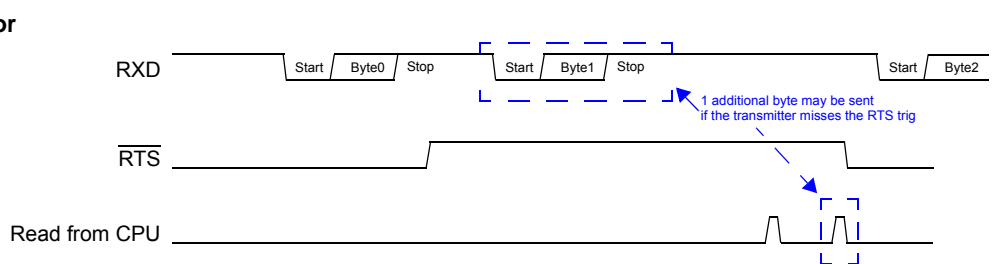 or
RXD
Start Byte0 Stop Start Byte1 Stop Start Byte2
1 additional byte may be sent
if the transmitter misses the RTS trig
RTS
Read from CPU